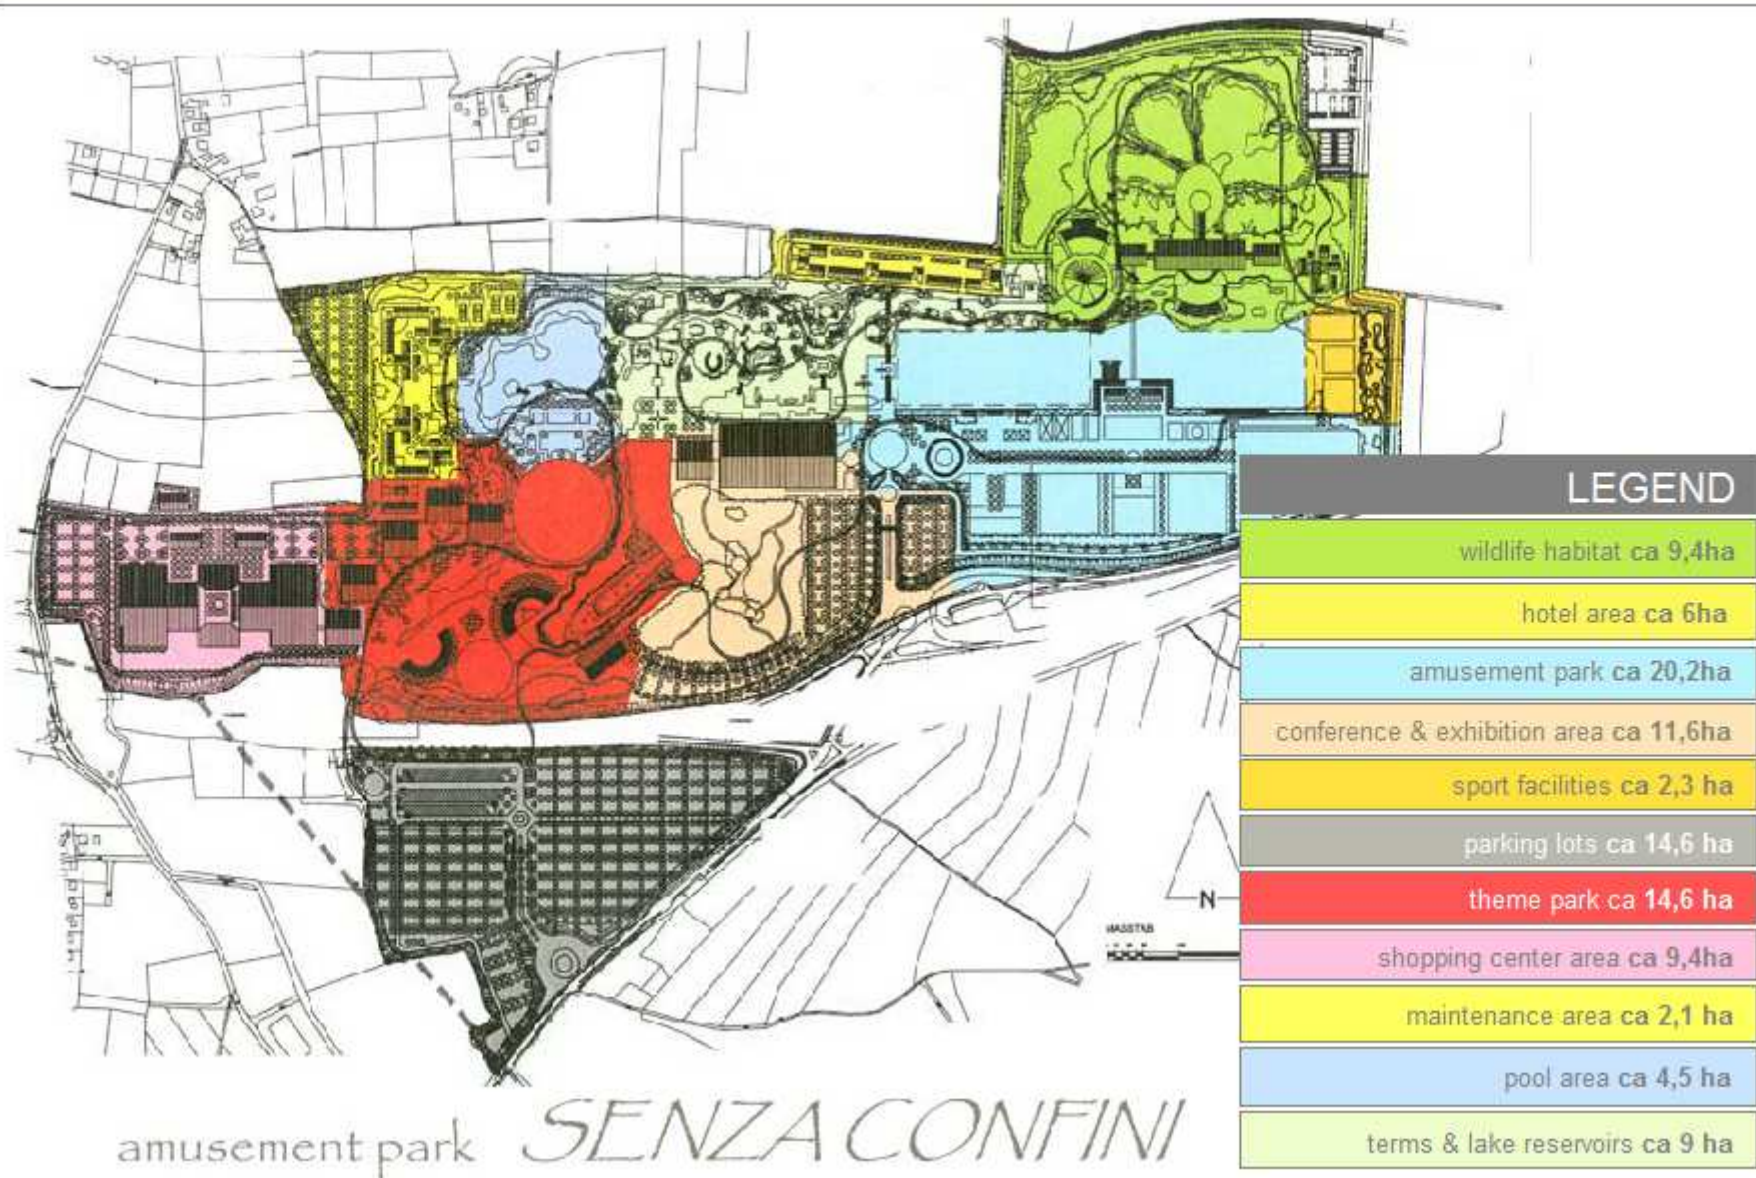 LEGEND
wildlife habitat ca 9,4ha
hotel area ca 6ha
amusement park ca 20,2ha
conference & exhibition area ca 11,6ha
sport facilities ca 2,3 ha
parking lots ca 14,6 ha
N
theme park ca 14,6 ha
MASSTAB
shopping center area ca 9,4ha
maintenance area ca 2,1 ha
pool area ca 4,5 ha
terms & lake reservoirs ca 9 ha
amusement park SENZA CONFINI